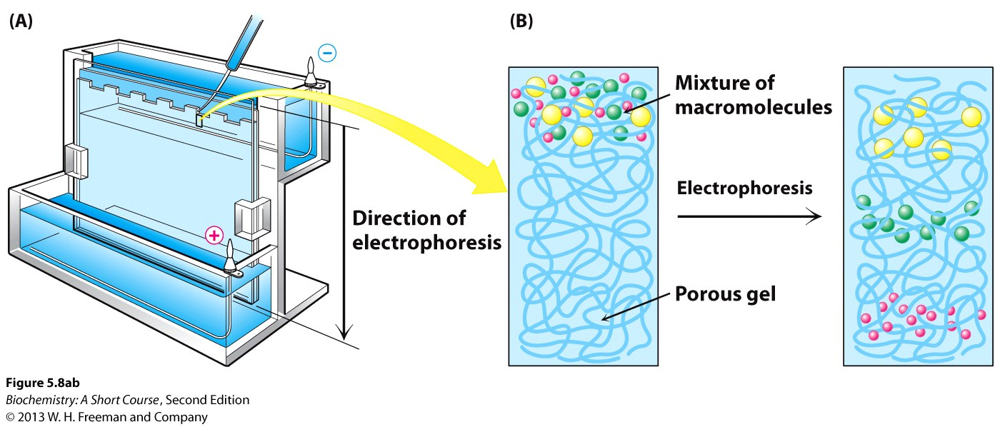 (A)
(B)
−
Mixture of
macromolecules
Electrophoresis
Direction of
electrophoresis
+
Porous gel
Figure 5.8ab
Biochemistry: A Short Course, Second Edition
© 2013 W. H. Freeman and Company